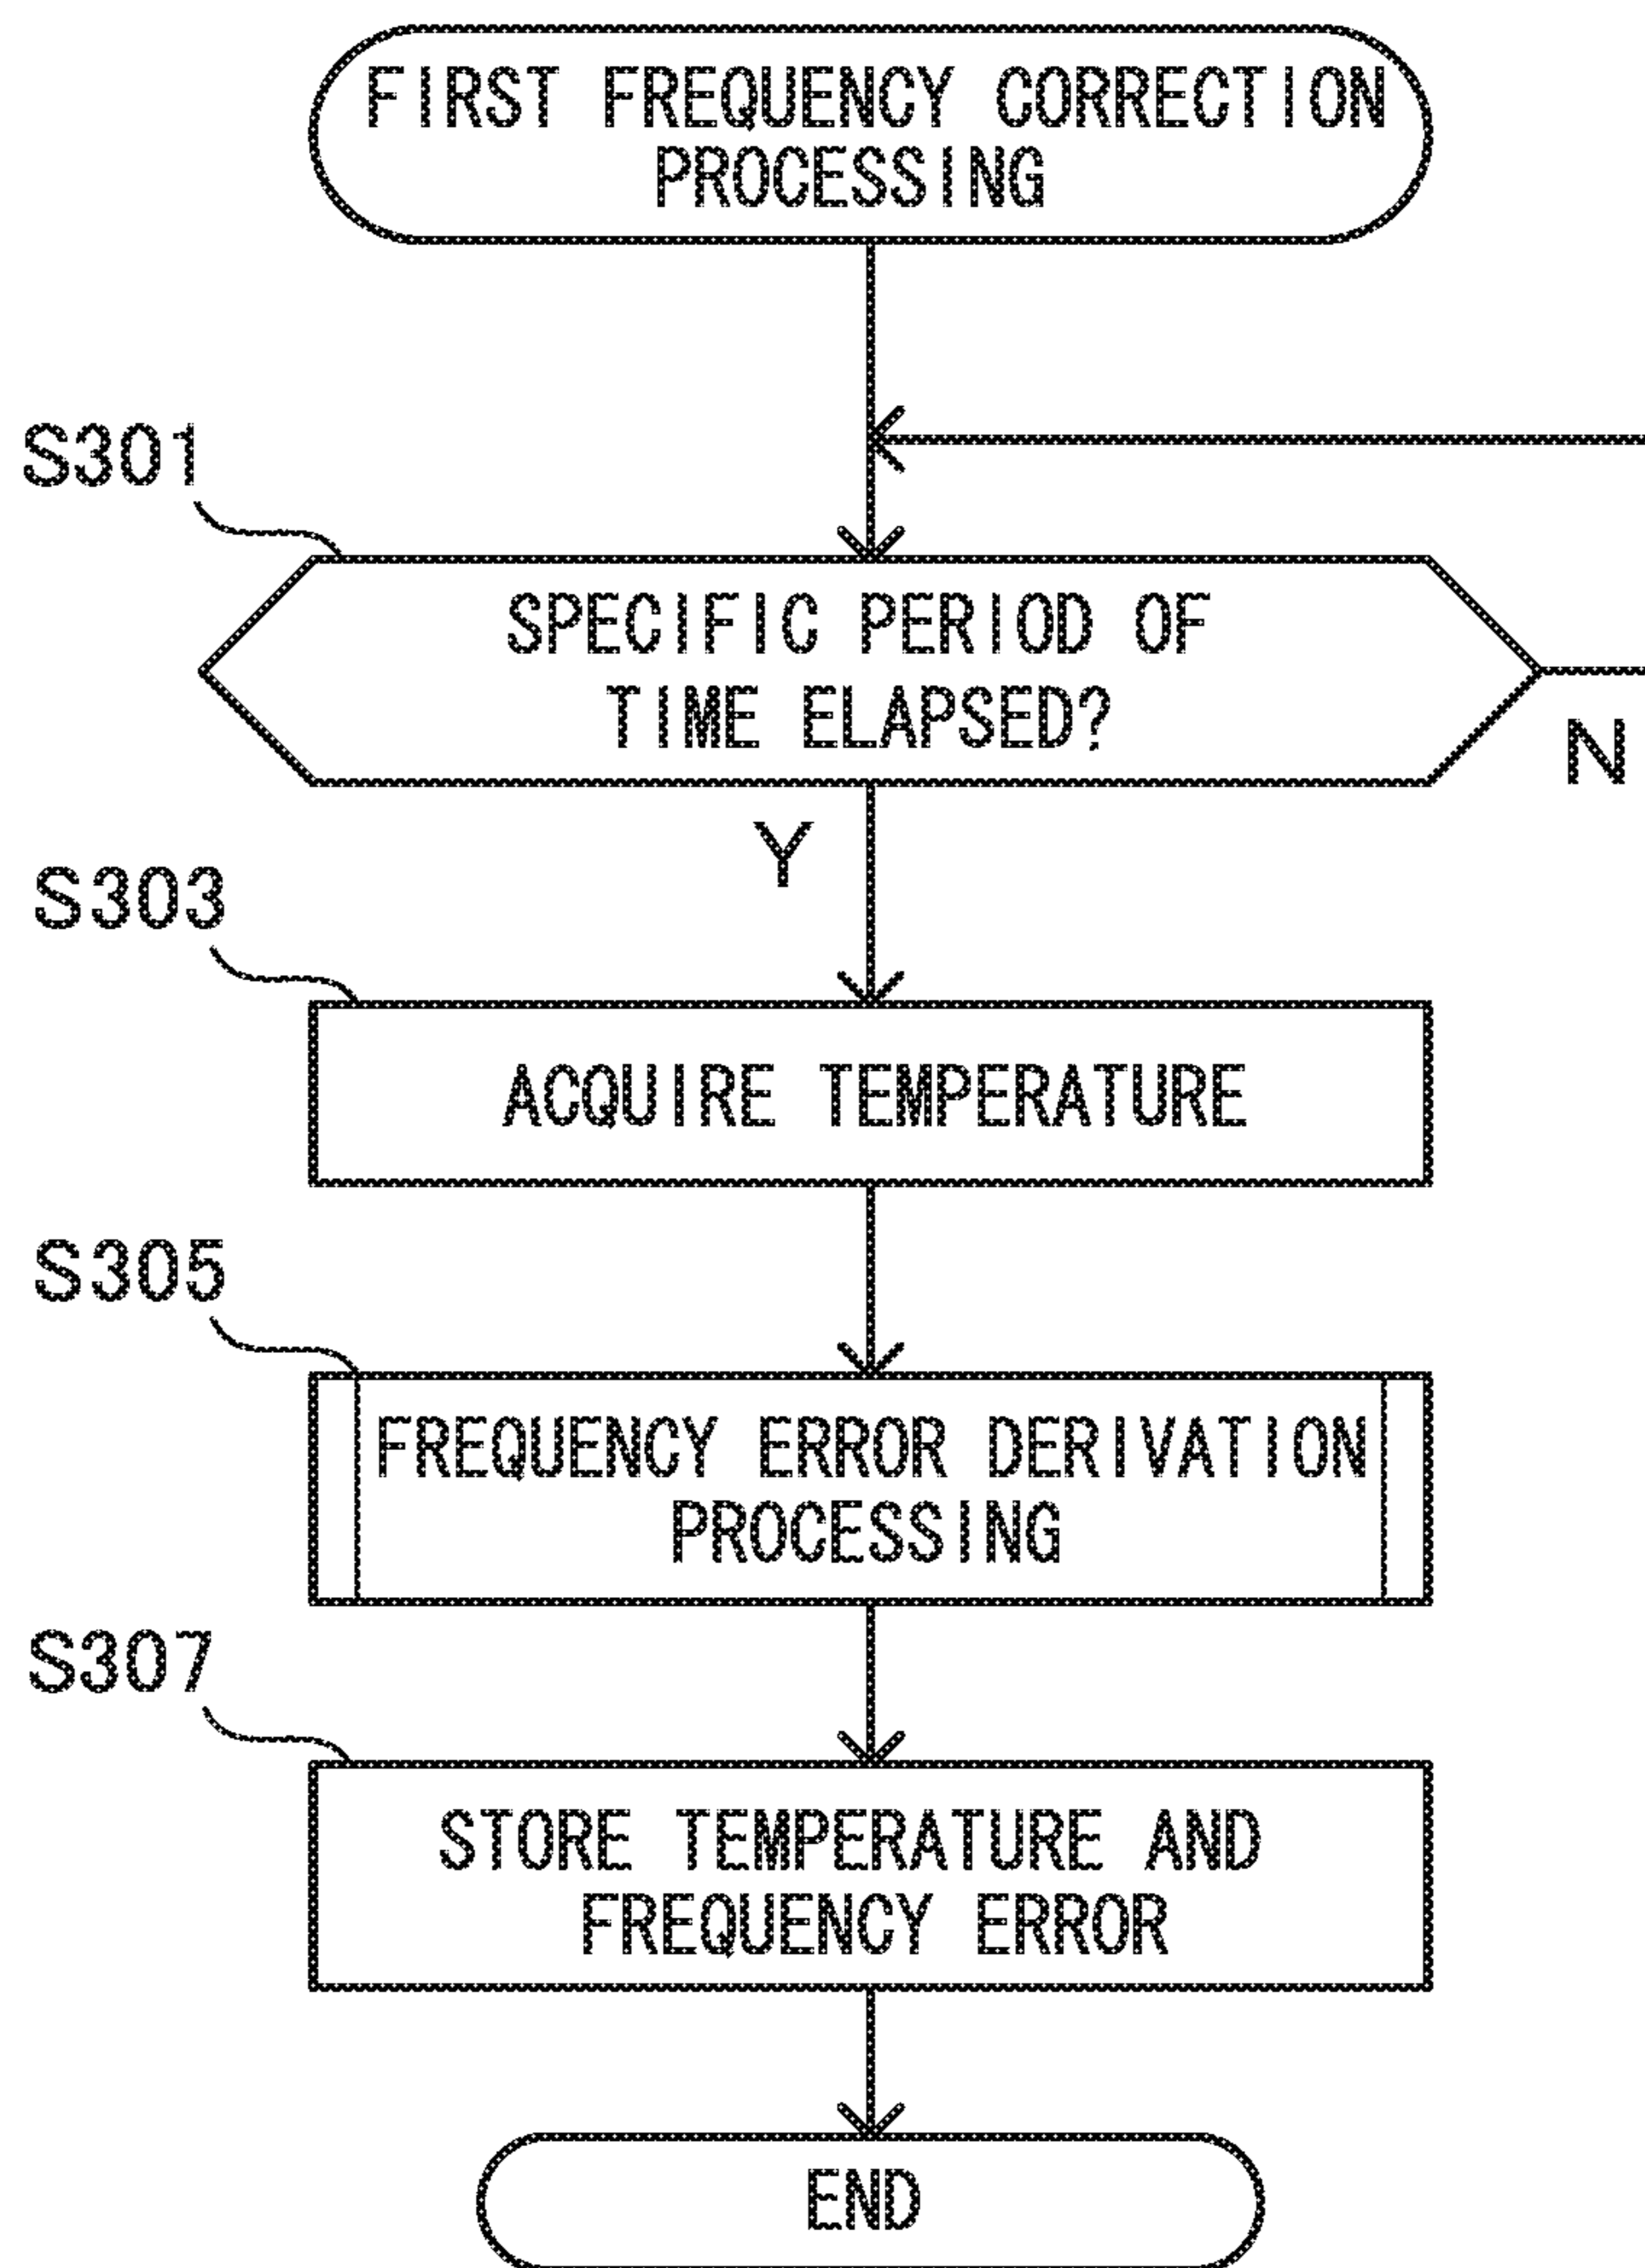 FIRST FREQUENCY CORRECTION
PROCESSING
S301
SPECIFIC PERIOD OF
TIME ELAPSED?
N
Y
S303
ACQUIRE TEMPERATURE
S305
FREQUENCY ERROR DERIVATION
PROCESSING
S307
STORE TEMPERATURE AND
FREQUENCY ERROR
END